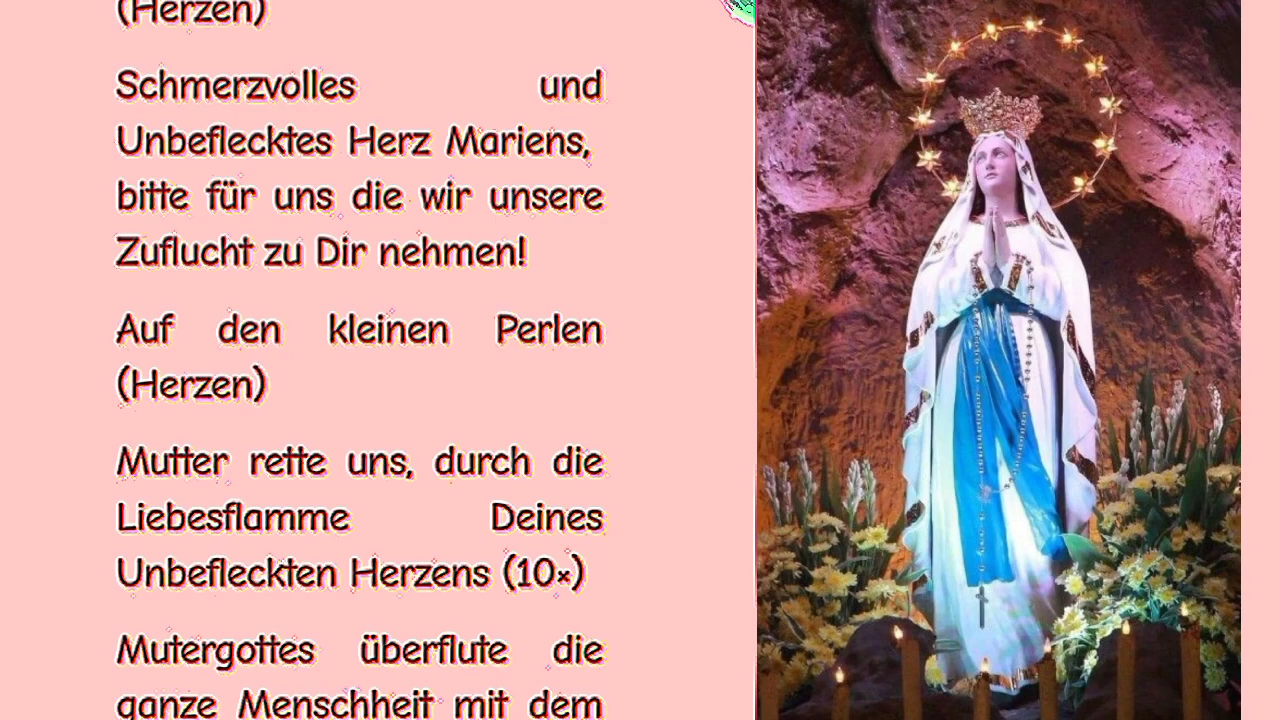 (Herzen)
Schmerzvolles und
Unbeflecktes Herz Mariens,
bitte für uns die wir unsere
Zuflucht zu Dir nehmen!
Auf den kleinen Perlen
(Herzen)
Mutter rette uns, durch die
Liebesflamme Deines
Unbefleckten Herzens (10×)
Mutergottes überflute die
ganze Menschheit mit dem